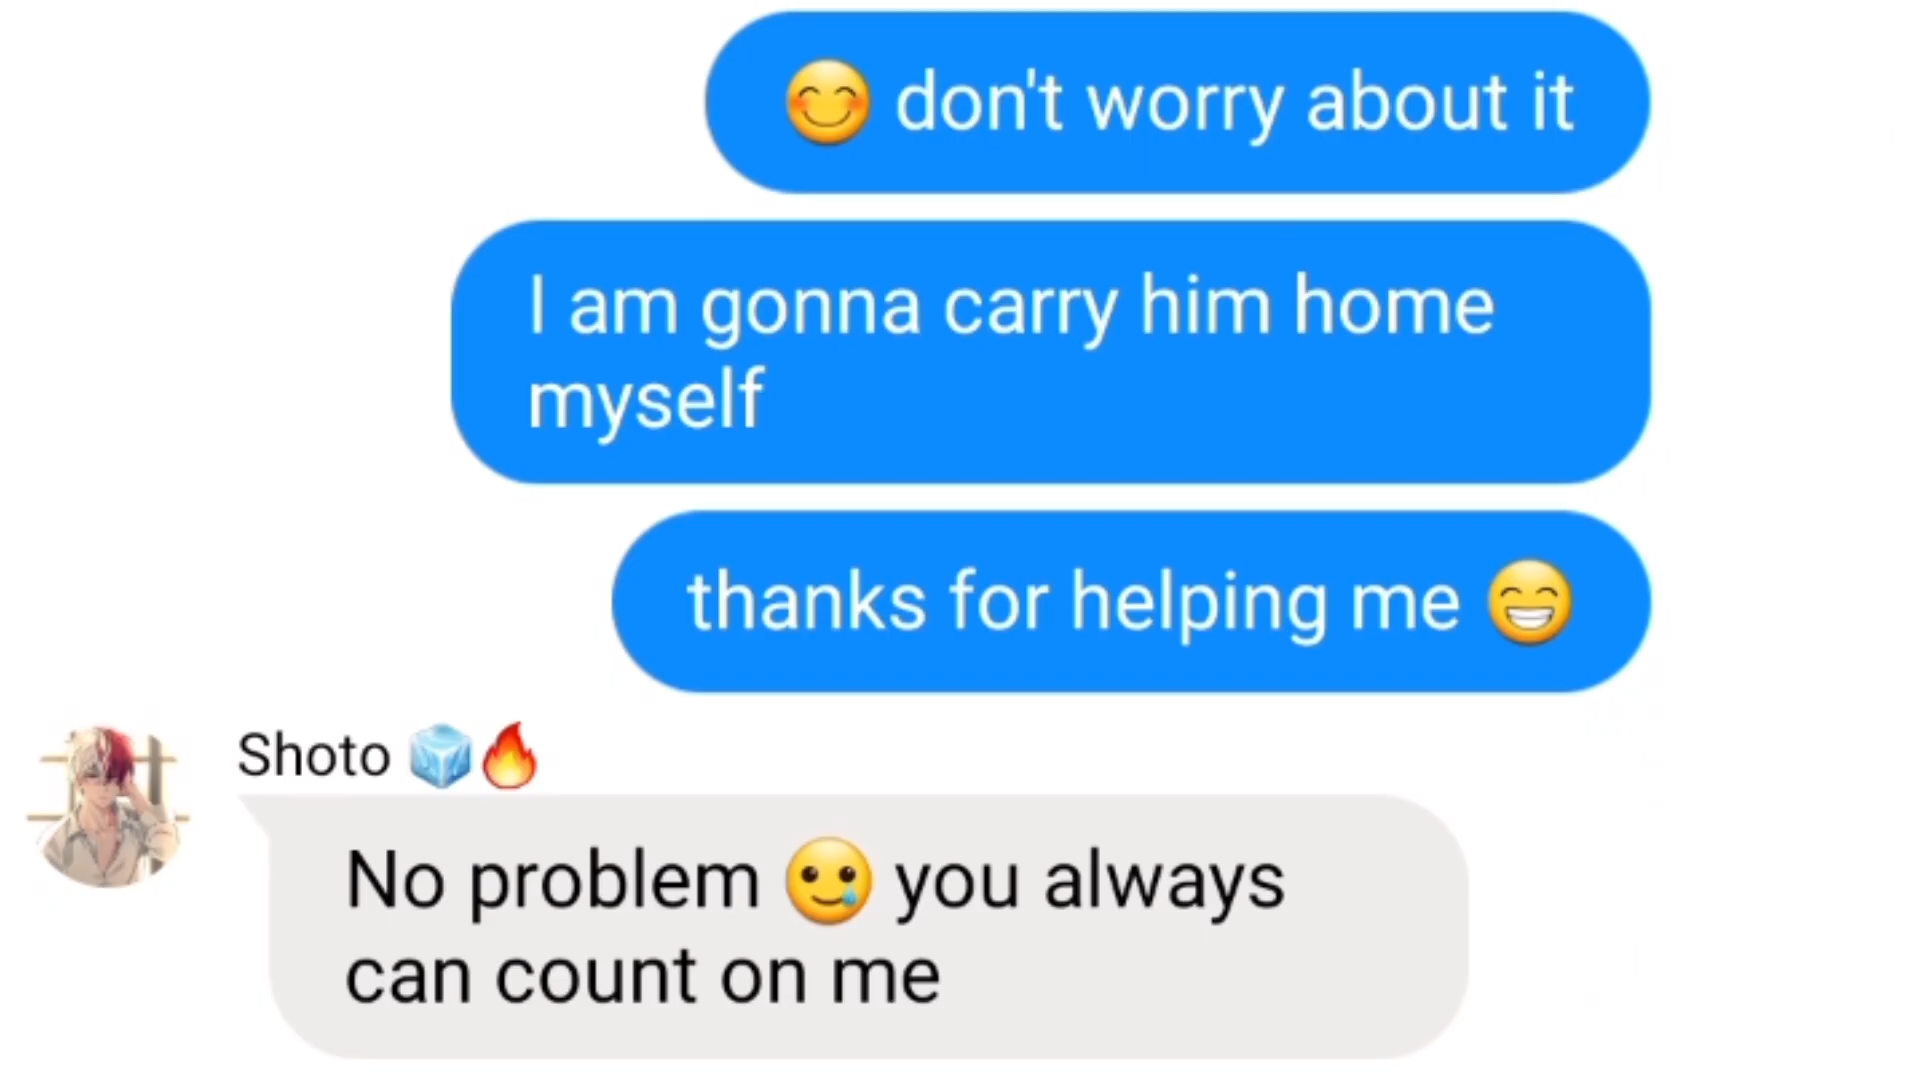 😊 don't worry about it
I am gonna carry him home
myself
thanks for helping me 😁
Shoto 🧊🔥
No problem 🥲 you always
can count on me